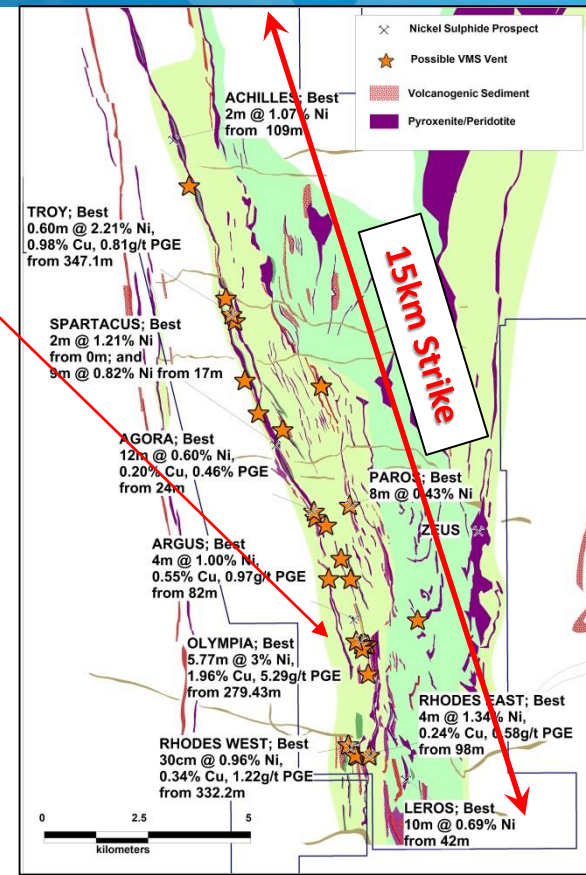 Nickel Sulphide Prospect
Possible VMS Vent
Volcanogenic Sediment
Pyroxenite/Peridotite
ACHILLES; Best
2m @ 1.07% Ni
from 109m
TROY; Best
0.60m @ 2.21% Ni,
0.98% Cu, 0.81g/t PGE
from 347.1m
15km Strike
SPARTACUS; Best
2m @ 1.21% Ni
from 0m; and
9m @ 0.82% Ni from 17m
AGORA; Best
12m @ 0.60% Ni,
0.20% Cu, 0.46% PGE
from 24m
PAROS; Best
8m @ 0.43% Ni
ZEUS
ARGUS; Best
4m @ 1.00% Ni,
0.55% Cu, 0.97g/t PGE
from 82m
OLYMPIA; Best
5.77m @ 3% Ni,
1.96% Cu, 5.29g/t PGE
from 279.43m
RHODES EAST; Best
4m @ 1.34% Ni,
0.24% Cu, 0.58g/t PGE
from 98m
RHODES WEST; Best
30cm @ 0.96% Ni,
0.34% Cu, 1.22g/t PGE
from 332.2m
LEROS; Best
10m @ 0.69% Ni
from 42m
0 2.5 5
kilometers